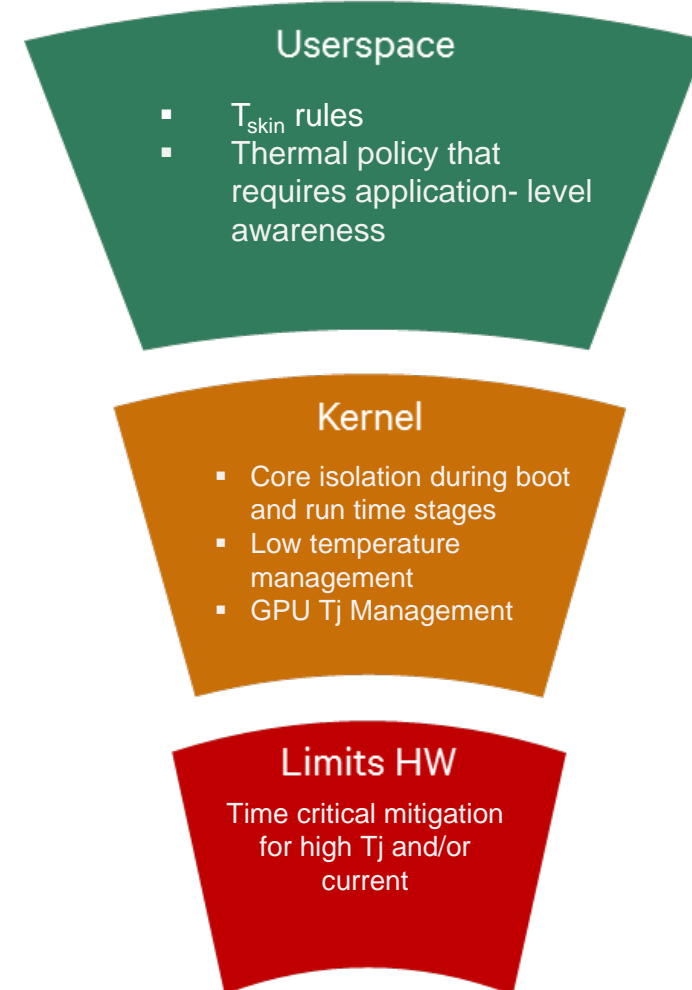 Userspace
▪ Tskin rules
▪ Thermal policy that
requires application- level
awareness
Kernel
▪ Core isolation during boot
and run time stages
▪ Low temperature
management
▪ GPU Tj Management
Limits HW
Time critical mitigation
for high Tj and/or
current